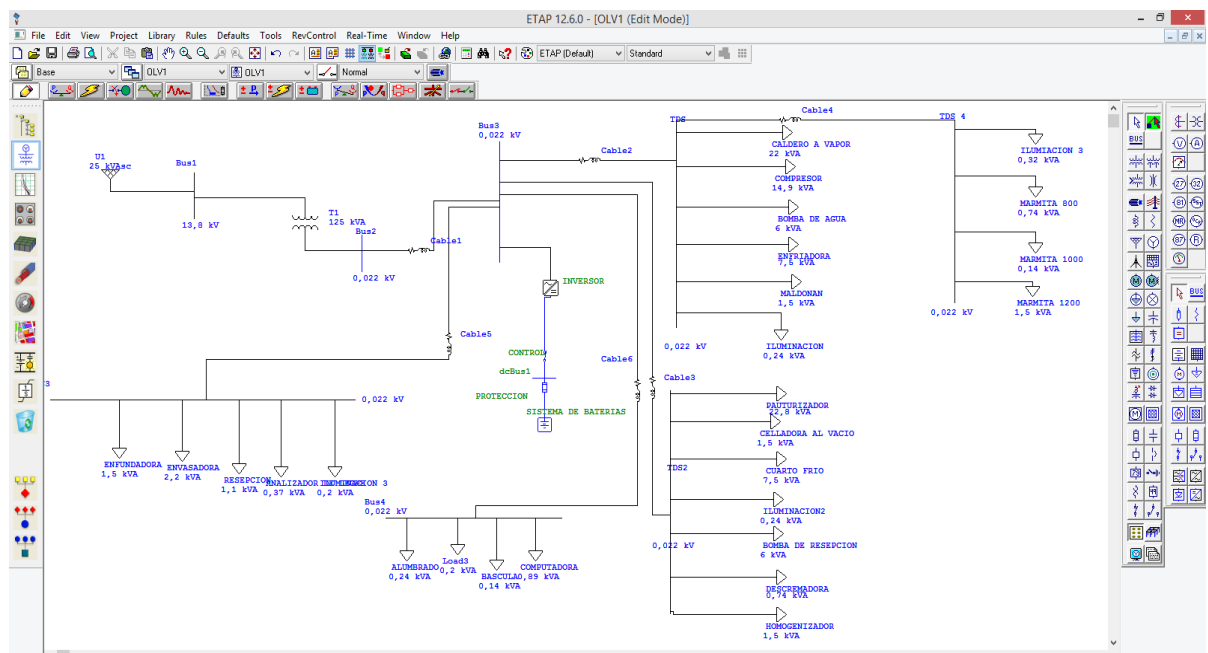 ETAP 12.6.0 - [OLV1 (Edit Mode)]
File Edit View Project Library Rules Defaults Tools RevControl Real-Time Window Help
ETAP (Default)
Standard
Base
OLV1
OLV1
Normal
U1
25 kVAsc
Bus1
13,8 kV
T1
125 kVA
Bus2
0,022 kV
Cable1
Bus3
0,022 kV
Cable2
TDS
Cable4
TDS 4
CALDERO A VAPOR
22 kVA
COMPRESOR
14,9 kVA
BOMBA DE AGUA
6 kVA
ENFRIADORA
7,5 kVA
MALDONAN
1,5 kVA
ILUMINACION
0,24 kVA
0,022 kV
ILUMIACION 3
0,32 kVA
MARMITA 800
0,74 kVA
MARMITA 1000
0,14 kVA
MARMITA 1200
1,5 kVA
0,022 kV
INVERSOR
CONTROL
dcBus1
PROTECCION
SISTEMA DE BATERIAS
Cable5
Cable6
Cable3
0,022 kV
ENFUNDADORA
1,5 kVA
ENVASADORA
2,2 kVA
RESEPCION
1,1 kVA
0,37 kVA
0,2 kVA
Bus4
0,022 kV
ALUMBRADO
0,24 kVA
Load3
0,2 kVA
BASCULA
0,14 kVA
COMPUTADORA
0,89 kVA
TDS2
0,022 kV
PAUTURIZADOR
22,8 kVA
CELLADORA AL VACIO
1,5 kVA
CUARTO FRIO
7,5 kVA
ILUMINACION2
0,24 kVA
BOMBA DE RESEPCION
6 kVA
DESCREMADORA
0,74 kVA
HOMOGENIZADOR
1,5 kVA
BUS
BUS